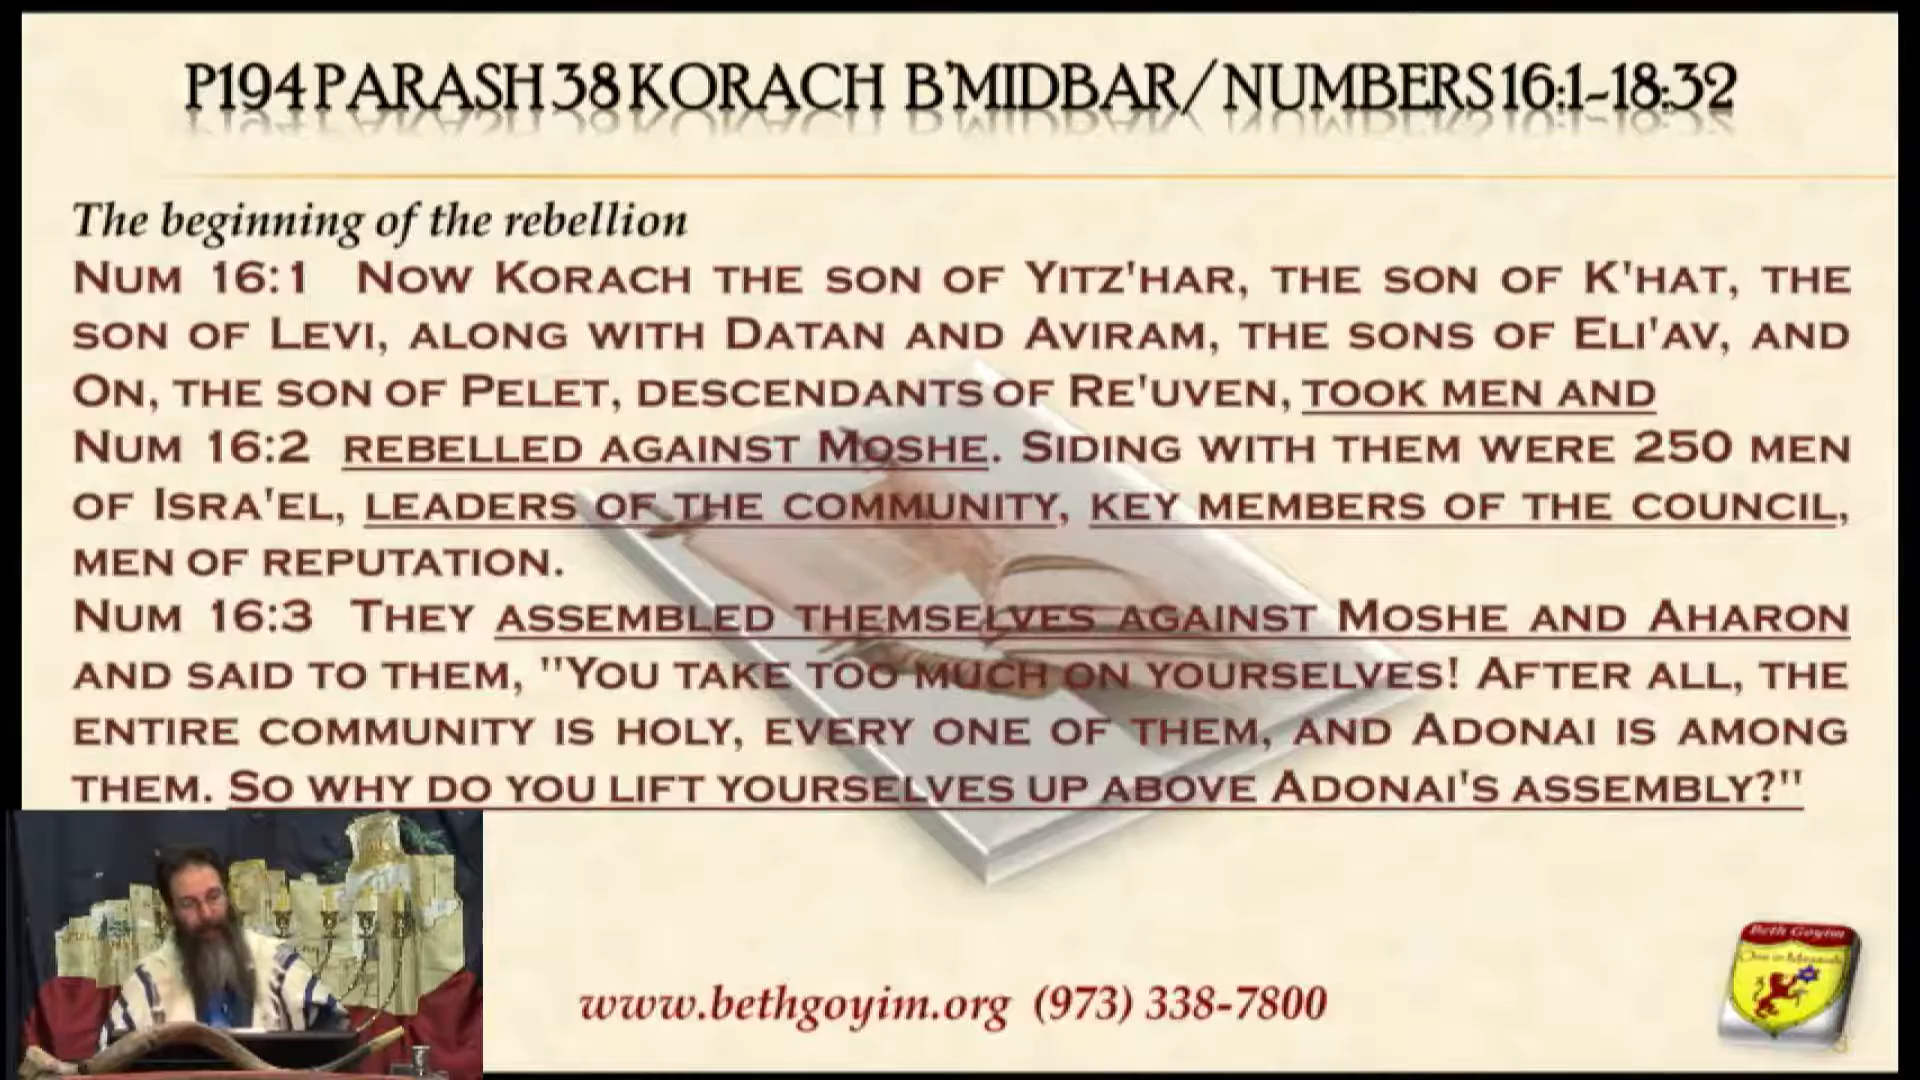 P194 PARASH 38 KORACH B'MIDBAR/NUMBERS 16:1-18:32
The beginning of the rebellion
NUM 16:1 NOW KORACH THE SON OF YITZ'HAR, THE SON OF K'HAT, THE
SON OF LEVI, ALONG WITH DATAN AND AVIRAM, THE SONS OF ELI'AV, AND
ON, THE SON OF PELET, DESCENDANTS OF RE'UVEN, TOOK MEN AND
NUM 16:2 REBELLED AGAINST MOSHE. SIDING WITH THEM WERE 250 MEN
OF ISRA'EL, LEADERS OF THE COMMUNITY, KEY MEMBERS OF THE COUNCIL,
MEN OF REPUTATION.
NUM 16:3 THEY ASSEMBLED THEMSELVES AGAINST MOSHE AND AHARON
AND SAID TO THEM, "YOU TAKE TOO MUCH ON YOURSELVES! AFTER ALL, THE
ENTIRE COMMUNITY IS HOLY, EVERY ONE OF THEM, AND ADONAI IS AMONG
THEM. SO WHY DO YOU LIFT YOURSELVES UP ABOVE ADONAI'S ASSEMBLY?"
www.bethgoyim.org (973) 338-7800
Beth Goyim
One in Messiah